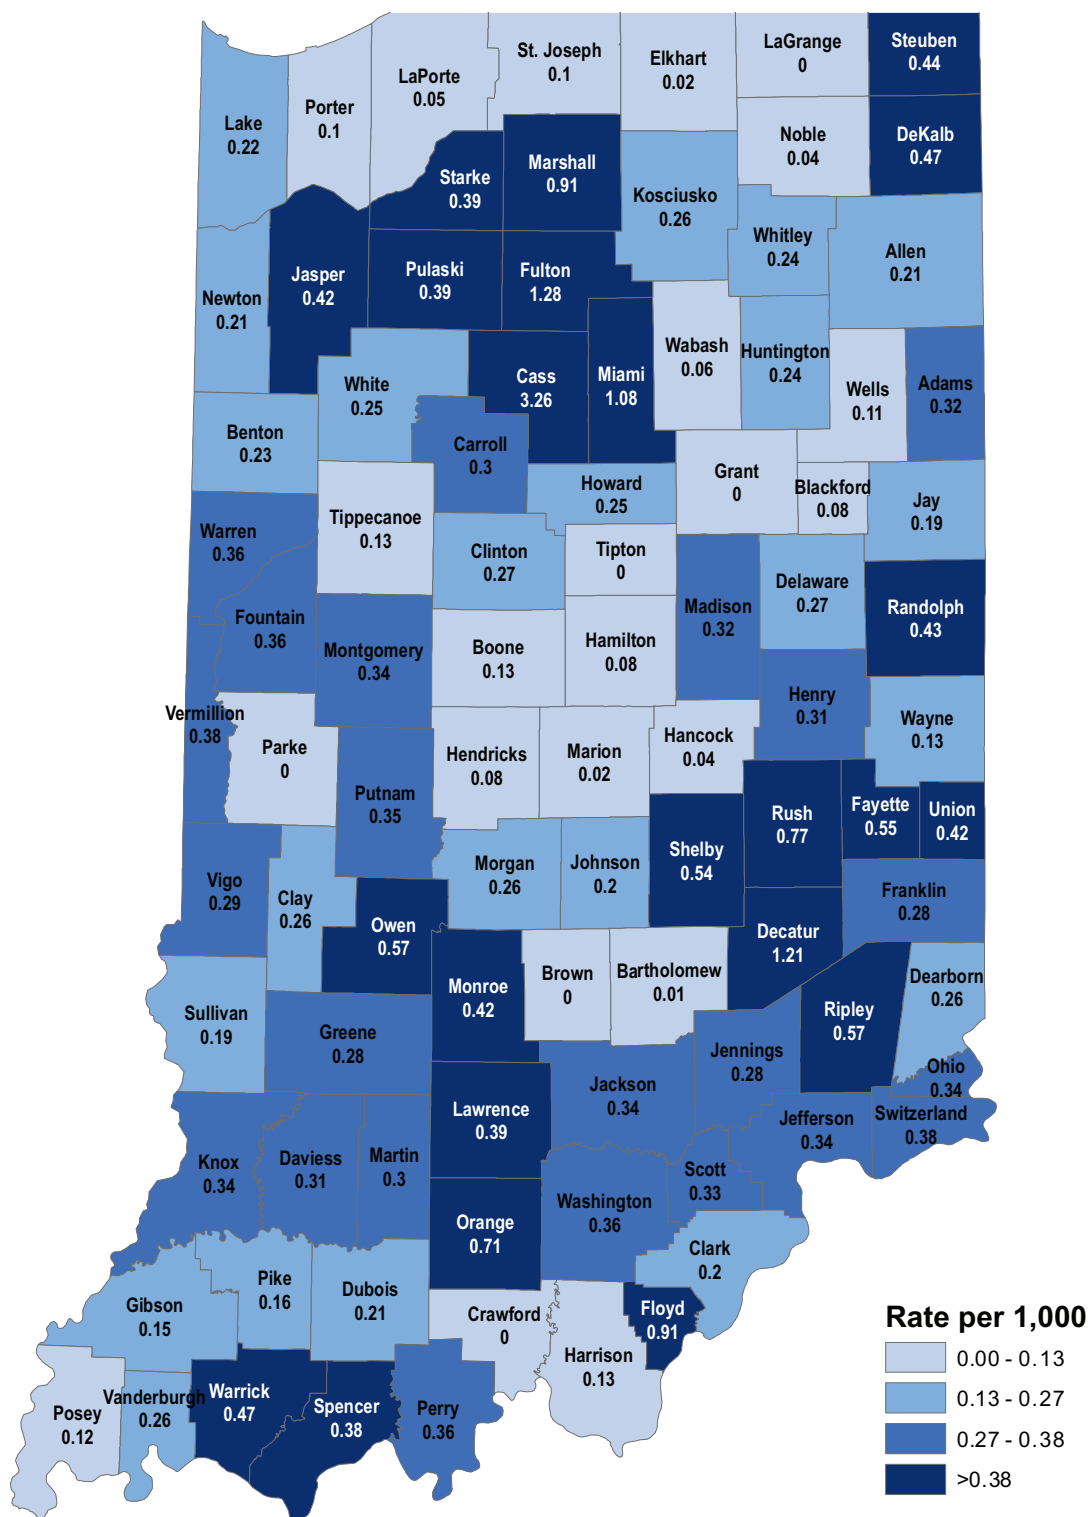 St. Joseph
0.1
Elkhart
0.02
LaGrange
0
Steuben
0.44
LaPorte
0.05
Porter
0.1
Lake
0.22
Noble
0.04
DeKalb
0.47
Marshall
0.91
Starke
0.39
Kosciusko
0.26
Whitley
0.24
Allen
0.21
Jasper
0.42
Pulaski
0.39
Fulton
1.28
Newton
0.21
Wabash
0.06
Huntington
0.24
Wells
0.11
Adams
0.32
White
0.25
Cass
3.26
Miami
1.08
Benton
0.23
Carroll
0.3
Howard
0.25
Grant
0
Blackford
0.08
Jay
0.19
Warren
0.36
Tippecanoe
0.13
Clinton
0.27
Tipton
0
Delaware
0.27
Randolph
0.43
Madison
0.32
Fountain
0.36
Montgomery
0.34
Boone
0.13
Hamilton
0.08
Henry
0.31
Wayne
0.13
Vermillion
0.38
Parke
0
Hendricks
0.08
Marion
0.02
Hancock
0.04
Putnam
0.35
Rush
0.77
Fayette
0.55
Union
0.42
Shelby
0.54
Morgan
0.26
Johnson
0.2
Vigo
0.29
Clay
0.26
Franklin
0.28
Owen
0.57
Decatur
1.21
Monroe
0.42
Brown
0
Bartholomew
0.01
Dearborn
0.26
Ripley
0.57
Sullivan
0.19
Greene
0.28
Jennings
0.28
Ohio
0.34
Jackson
0.34
Lawrence
0.39
Jefferson
0.34
Switzerland
0.38
Knox
0.34
Daviess
0.31
Martin
0.3
Scott
0.33
Washington
0.36
Orange
0.71
Clark
0.2
Pike
0.16
Dubois
0.21
Gibson
0.15
Crawford
0
Floyd
0.91
Harrison
0.13
Posey
0.12
Vanderburgh
0.26
Warrick
0.47
Spencer
0.38
Perry
0.36
Rate per 1,000
0.00 - 0.13
0.13 - 0.27
0.27 - 0.38
>0.38